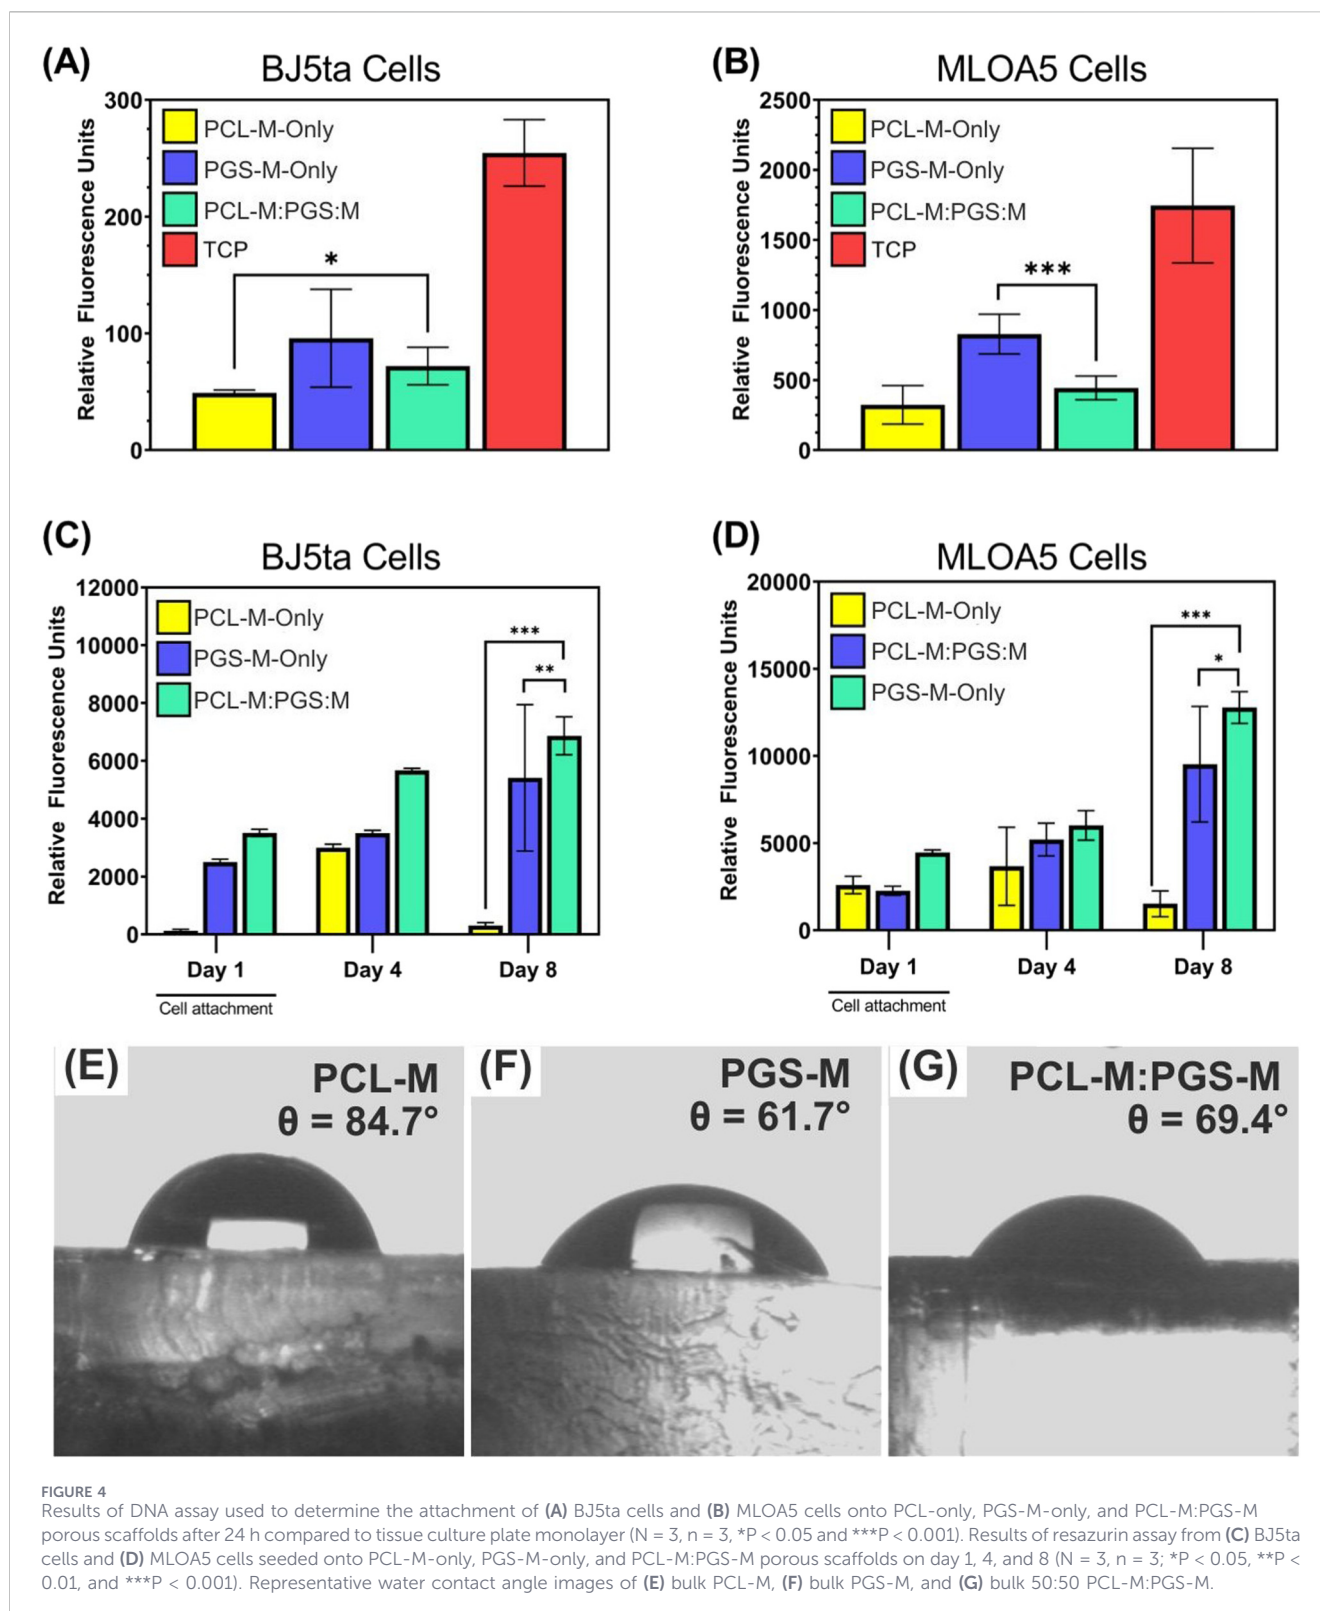 (A)
BJ5ta Cells
Relative Fluorescence Units
300
200
100
0
PCL-M-Only
PGS-M-Only
PCL-M:PGS:M
TCP
*
(B)
MLOA5 Cells
Relative Fluorescence Units
2500
2000
1500
1000
500
0
PCL-M-Only
PGS-M-Only
PCL-M:PGS:M
TCP
***
(C)
BJ5ta Cells
Relative Fluorescence Units
12000
10000
8000
6000
4000
2000
0
PCL-M-Only
PGS-M-Only
PCL-M:PGS:M
***
**
Day 1
Day 4
Day 8
Cell attachment
(D)
MLOA5 Cells
Relative Fluorescence Units
20000
15000
10000
5000
0
PCL-M-Only
PCL-M:PGS:M
PGS-M-Only
***
*
Day 1
Day 4
Day 8
Cell attachment
(E)
PCL-M
θ = 84.7°
(F)
PGS-M
θ = 61.7°
(G)
PCL-M:PGS-M
θ = 69.4°
FIGURE 4
Results of DNA assay used to determine the attachment of (A) BJ5ta cells and (B) MLOA5 cells onto PCL-only, PGS-M-only, and PCL-M:PGS-M
porous scaffolds after 24 h compared to tissue culture plate monolayer (N = 3, n = 3, *P < 0.05 and ***P < 0.001). Results of resazurin assay from (C) BJ5ta
cells and (D) MLOA5 cells seeded onto PCL-M-only, PGS-M-only, and PCL-M:PGS-M porous scaffolds on day 1, 4, and 8 (N = 3, n = 3; *P < 0.05, **P <
0.01, and ***P < 0.001). Representative water contact angle images of (E) bulk PCL-M, (F) bulk PGS-M, and (G) bulk 50:50 PCL-M:PGS-M.